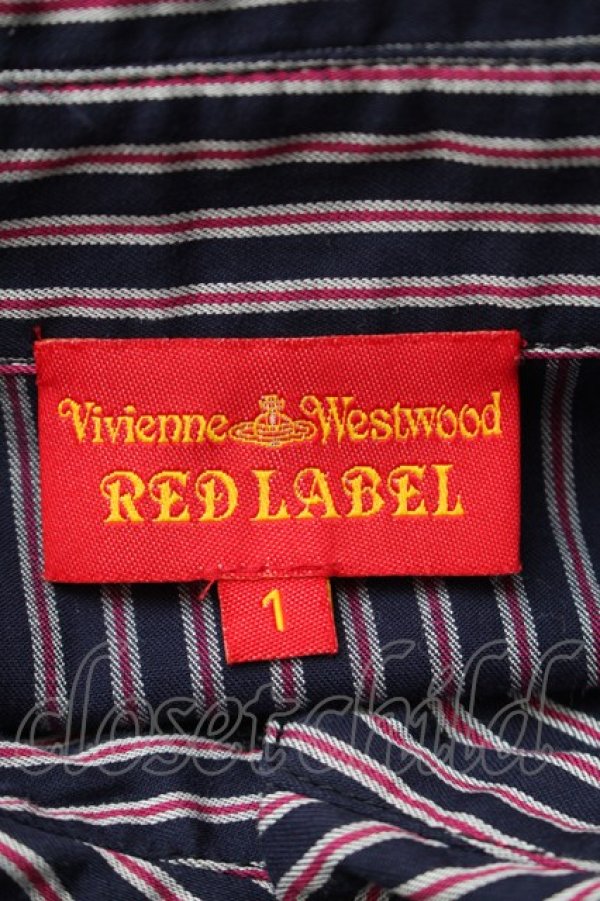 Vivienne Westwood
RED LABEL
1
closetchild